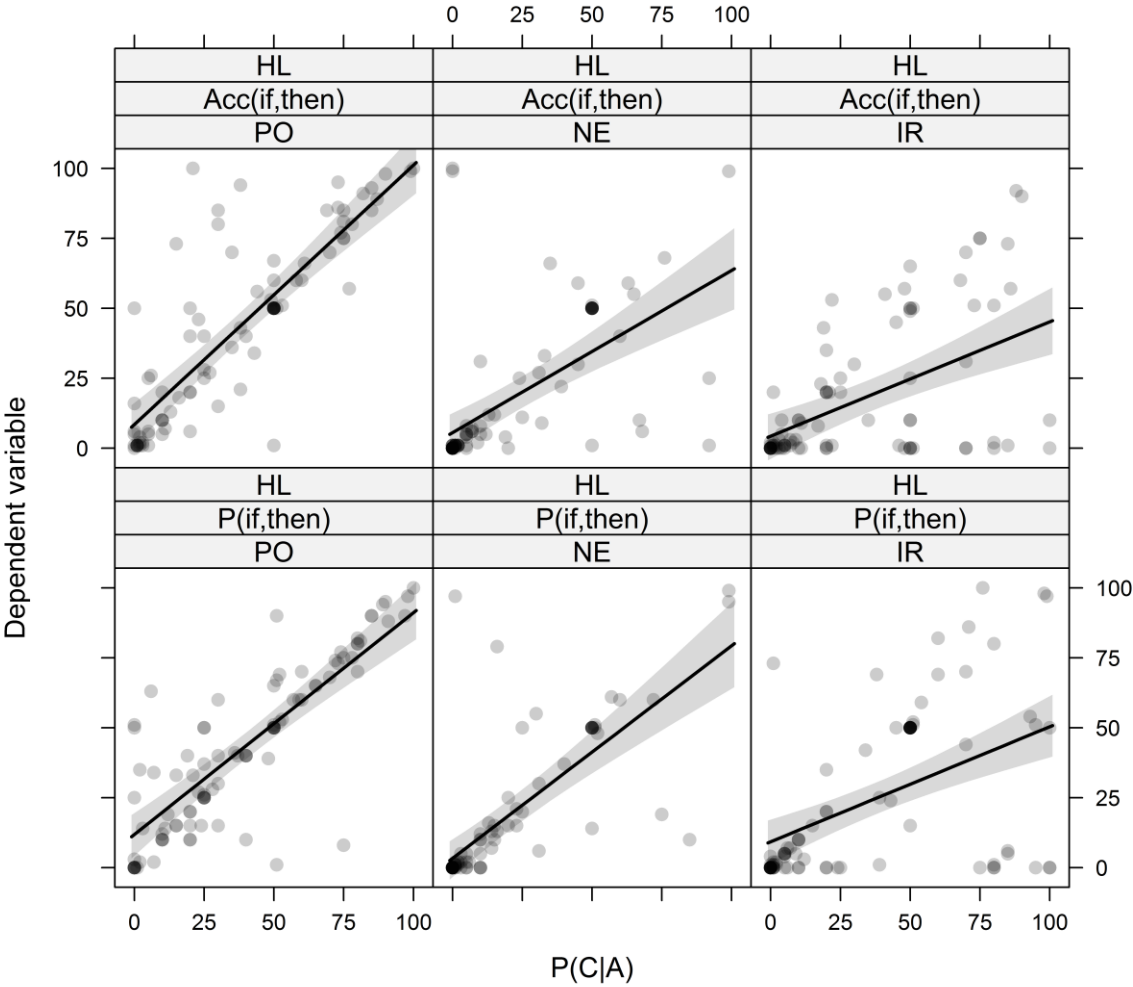 0 25 50 75 100
HL HL HL
Acc(if,then) Acc(if,then) Acc(if,then)
PO NE IR
100
75
50
25
0
Dependent variable
HL HL HL
P(if,then) P(if,then) P(if,then)
PO NE IR
100
75
50
25
0
0 25 50 75 100 0 25 50 75 100
P(C|A)